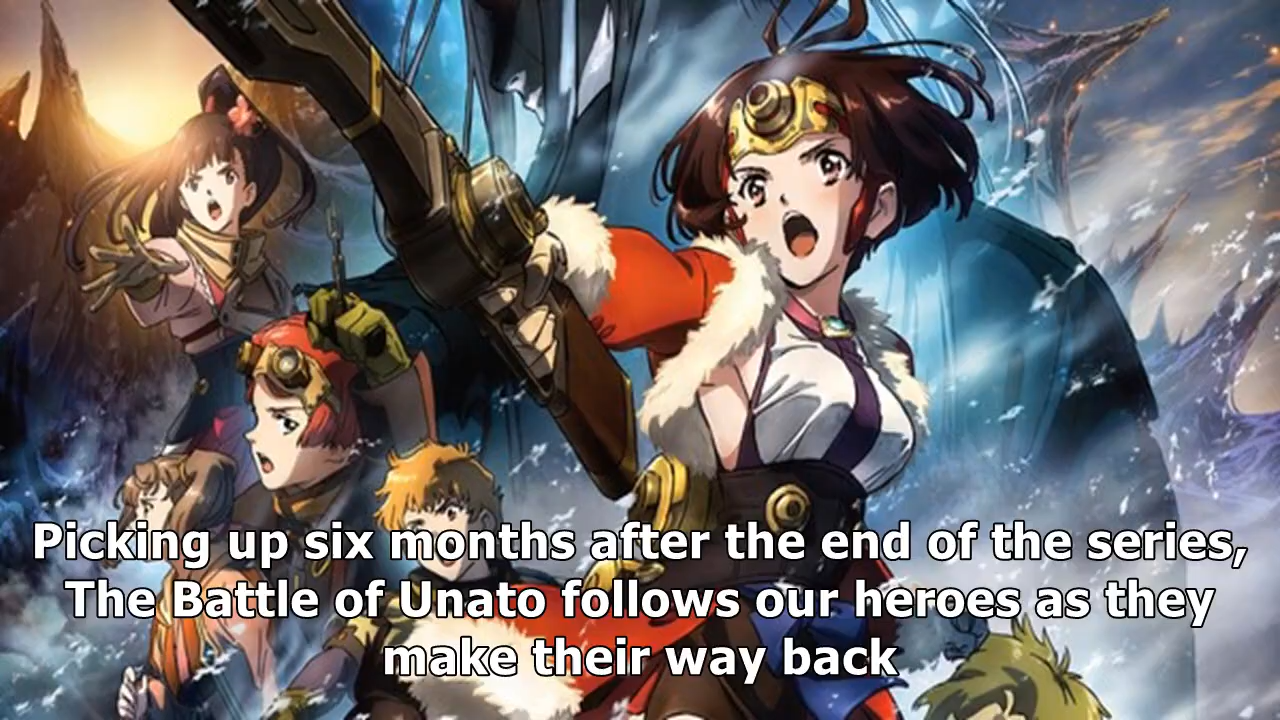 Picking up six months after the end of the series,
The Battle of Unato follows our heroes as they
make their way back